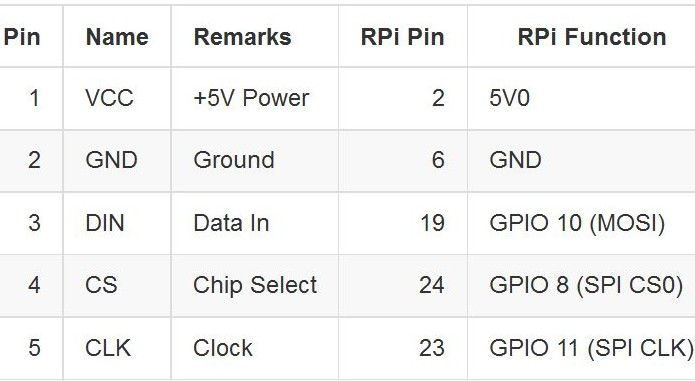 Pin Name Remarks RPi Pin RPi Function
1 VCC +5V Power 2 5V0
2 GND Ground 6 GND
3 DIN Data In 19 GPIO 10 (MOSI)
4 CS Chip Select 24 GPIO 8 (SPI CS0)
5 CLK Clock 23 GPIO 11 (SPI CLK)